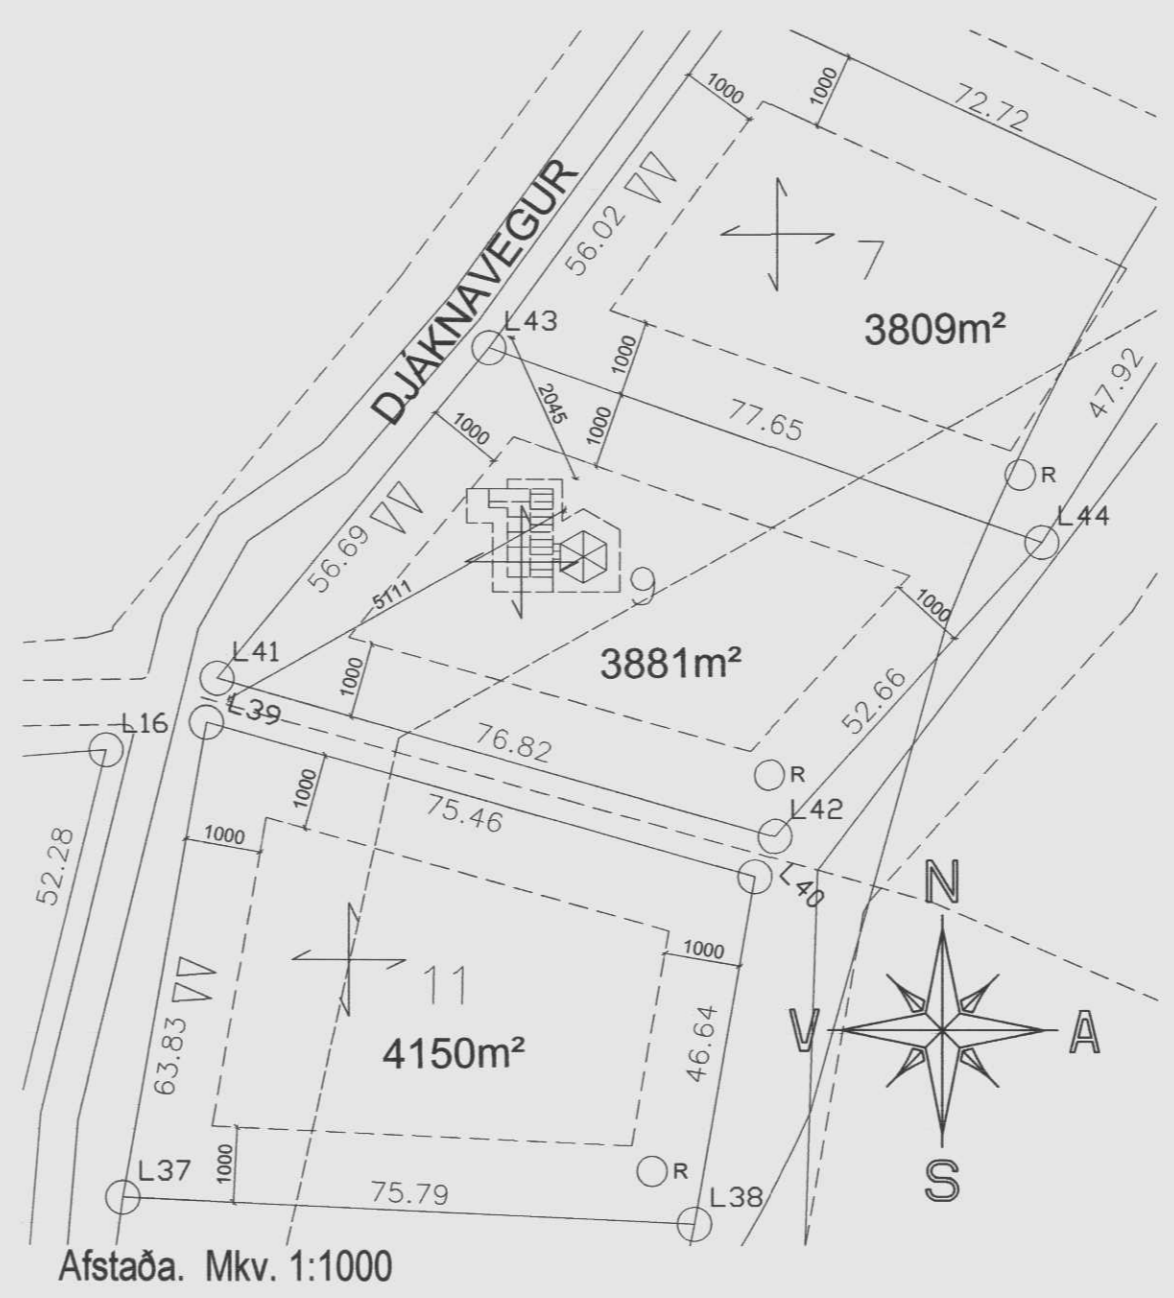 1000
1000
72.72
DJÁKNAVEGUR
56.02
7
3809m²
L43
1000
47.92
2045
1000
77.65
1000
R
L44
56.69
5111
9
1000
L41
1000
3881m²
52.66
L39
L16
76.82
R
1000
75.46
L42
1000
L40
52.28
N
1000
11
V
A
4150m²
46.64
63.83
1000
R
S
L37
75.79
L38
Afstaða. Mkv. 1:1000